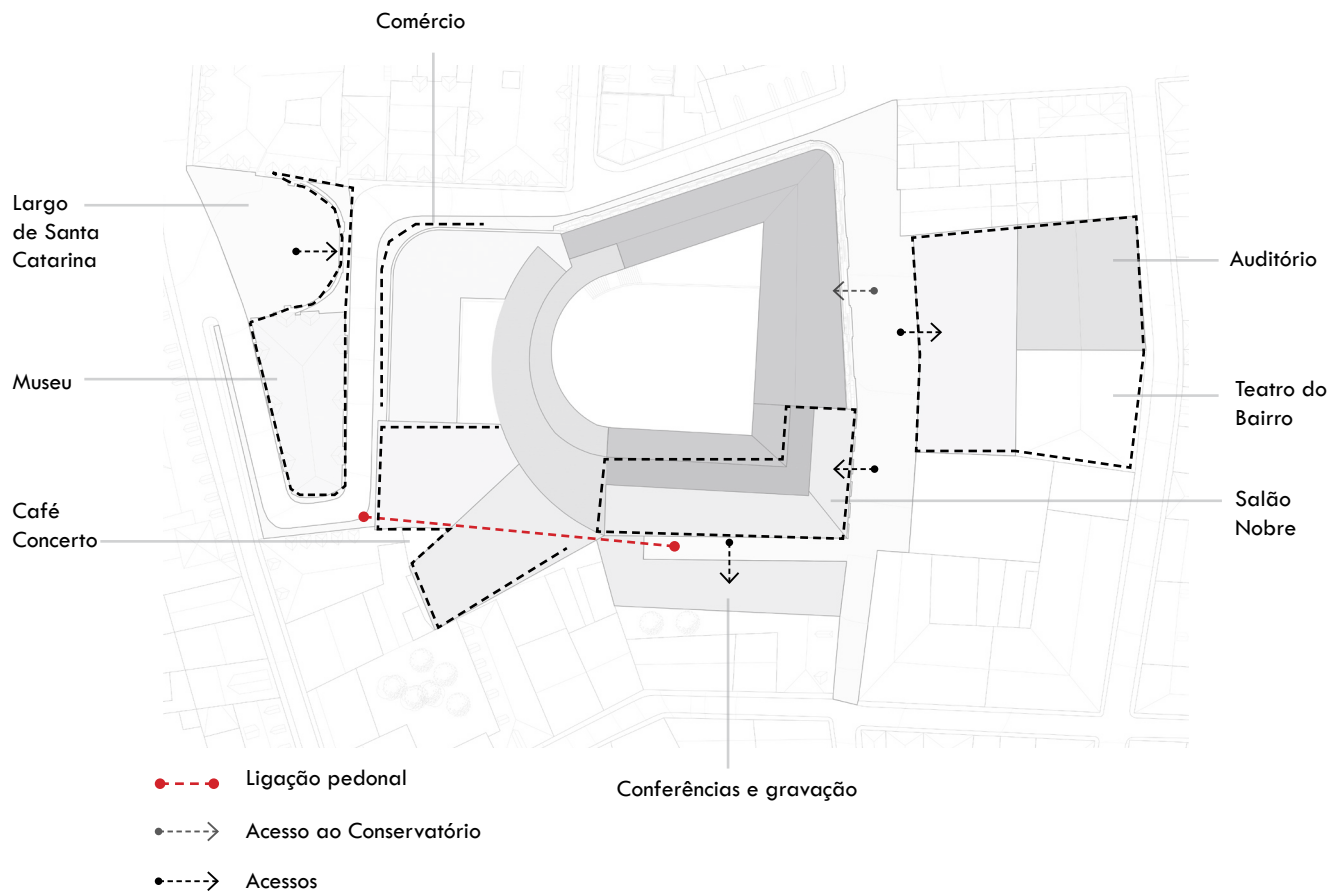 Comércio
Largo
de Santa
Catarina
Museu
Café
Concerto
Auditório
Teatro do
Bairro
Salão
Nobre
Conferências e gravação
Ligação pedonal
Acesso ao Conservatório
Acessos